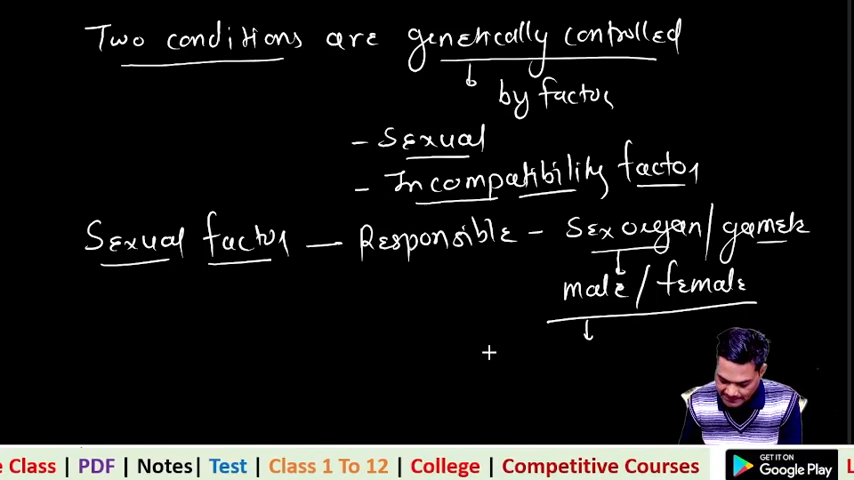 Two conditions are genetically controlled
by factor
- Sexual
- Incompatibility factor
Sexual factor — Responsible - Sex organ/gamete
male/female
+
e Class | PDF | Notes| Test | Class 1 To 12 | College | Competitive Courses
GET IT ON
Google Play
L